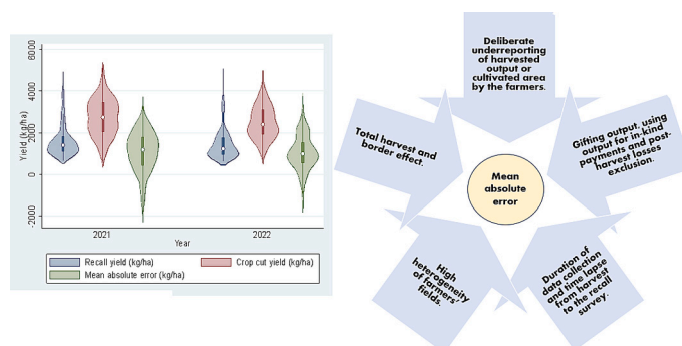 6000
4000
2000
0
-2000
Yield (kg/ha)
2021
2022
Year
Recall yield (kg/ha)
Crop cut yield (kg/ha)
Mean absolute error (kg/ha)
Deliberate
underreporting
of harvested
output or
cultivated area
by the farmers.
Total harvest and
border effect.
Gifting output, using
output for in-kind
payments and post-
harvest losses
exclusion.
Mean
absolute
error
High
heterogeneity
of farmers'
fields.
Duration of
data collection
and time lapse
from harvest
to the recall
survey.